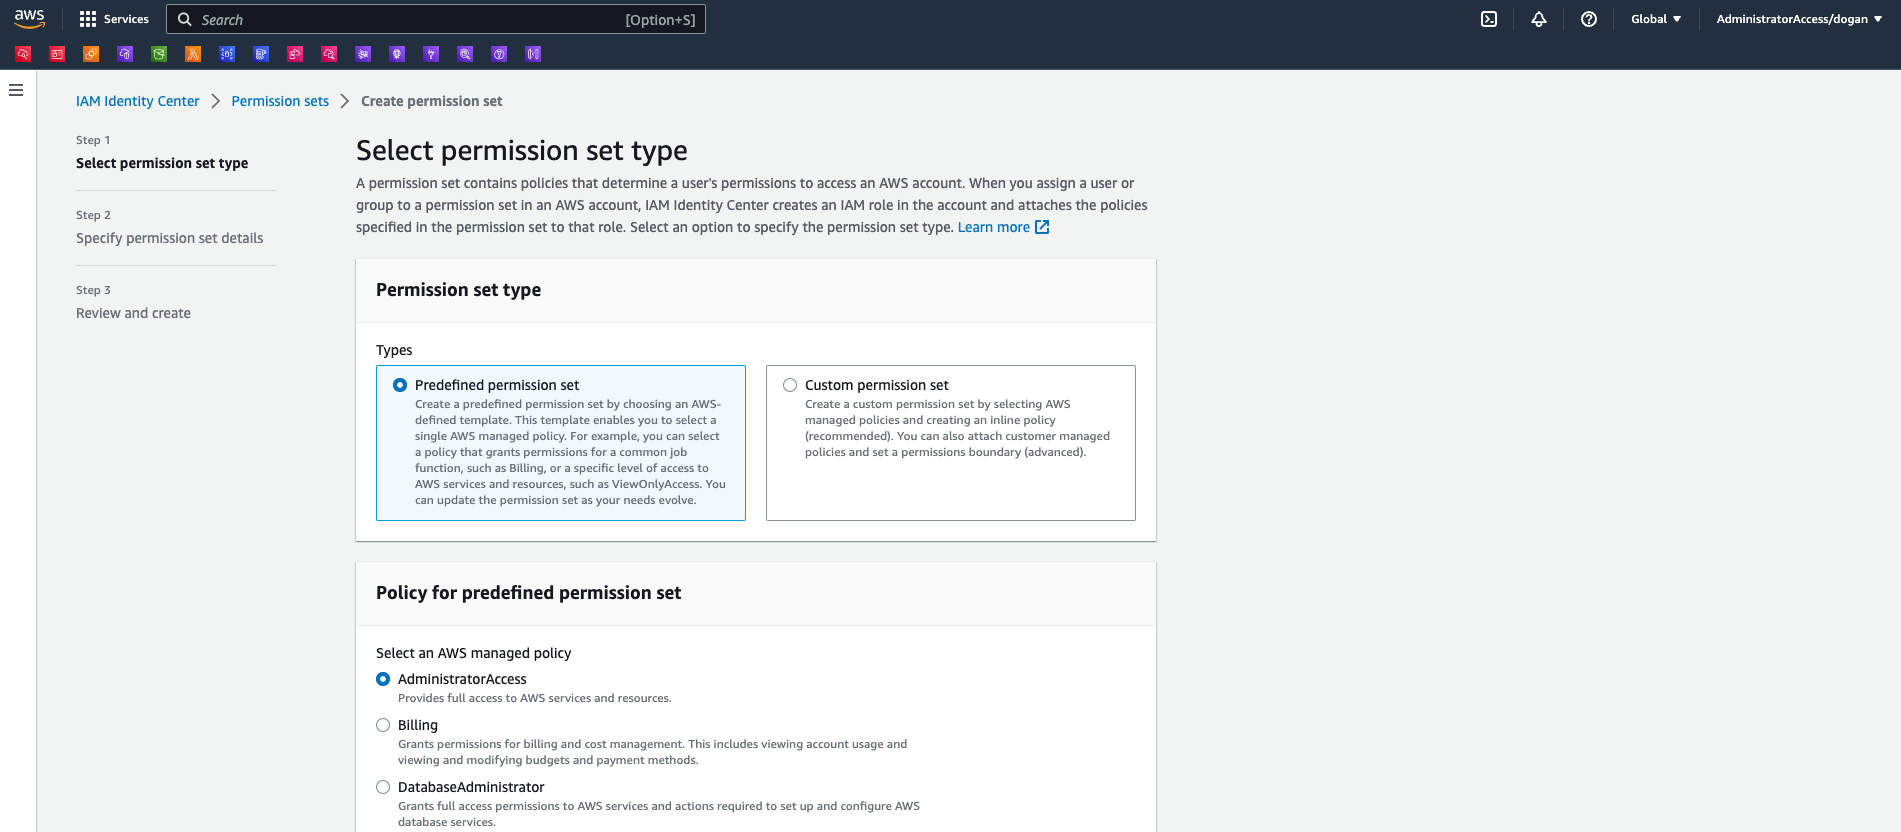 aws
Services
Search
[Option+S]
Global
AdministratorAccess/dogan
IAM Identity Center
Permission sets
Create permission set
Step 1
Select permission set type
Step 2
Specify permission set details
Step 3
Review and create
Select permission set type
A permission set contains policies that determine a user's permissions to access an AWS account. When you assign a user or
group to a permission set in an AWS account, IAM Identity Center creates an IAM role in the account and attaches the policies
specified in the permission set to that role. Select an option to specify the permission set type. Learn more
Permission set type
Types
Predefined permission set
Create a predefined permission set by choosing an AWS-
defined template. This template enables you to select a
single AWS managed policy. For example, you can select
a policy that grants permissions for a common job
function, such as Billing, or a specific level of access to
AWS services and resources, such as ViewOnlyAccess. You
can update the permission set as your needs evolve.
Custom permission set
Create a custom permission set by selecting AWS
managed policies and creating an inline policy
(recommended). You can also attach customer managed
policies and set a permissions boundary (advanced).
Policy for predefined permission set
Select an AWS managed policy
AdministratorAccess
Provides full access to AWS services and resources.
Billing
Grants permissions for billing and cost management. This includes viewing account usage and
viewing and modifying budgets and payment methods.
DatabaseAdministrator
Grants full access permissions to AWS services and actions required to set up and configure AWS
database services.